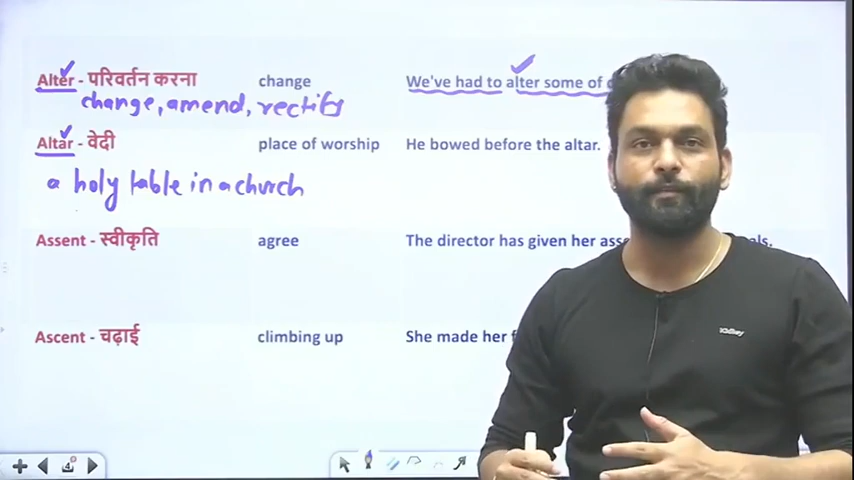 Alter - परिवर्तन करना change We've had to alter some of
change, amend, rectify
Altar - वेदी place of worship He bowed before the altar.
a holy table in a church
Assent - स्वीकृति agree The director has given her
Ascent - चढ़ाई climbing up She made her
Kidley
4